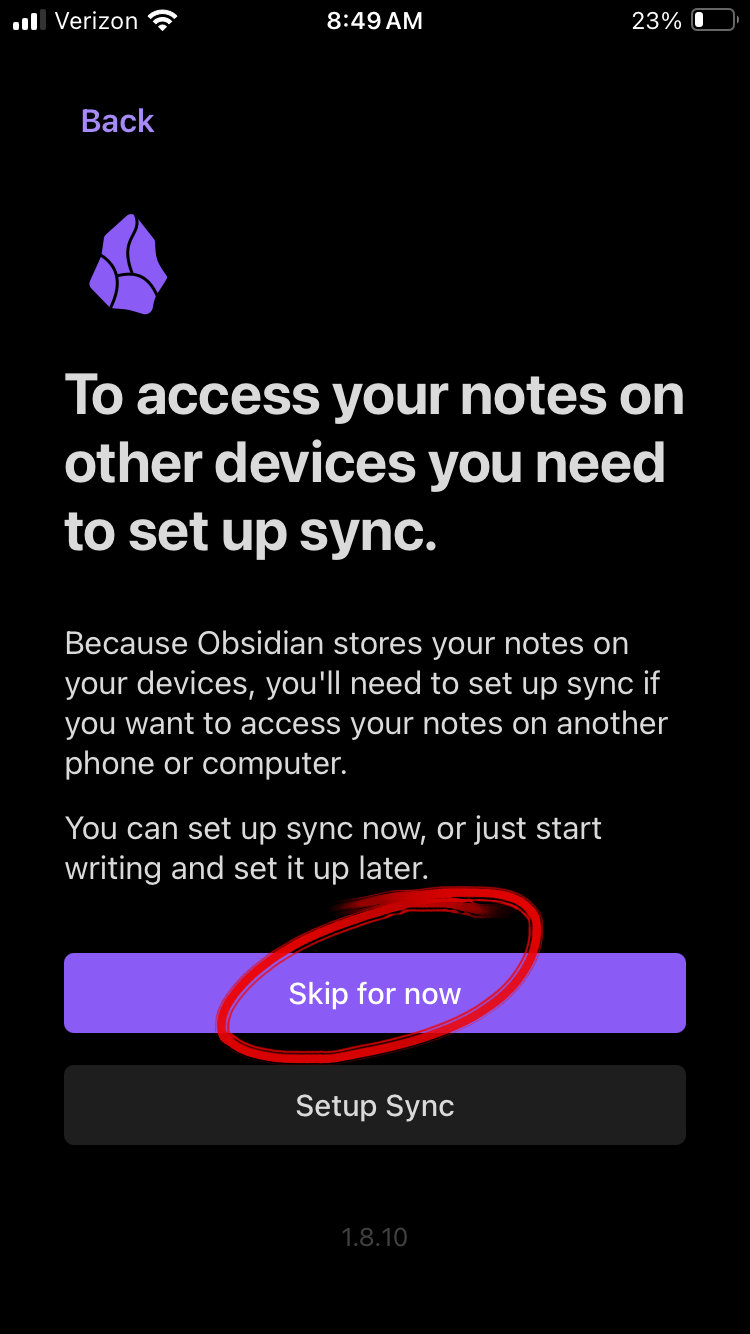 Verizon 8:49 AM 23%
Back
To access your notes on
other devices you need
to set up sync.
Because Obsidian stores your notes on
your devices, you'll need to set up sync if
you want to access your notes on another
phone or computer.
You can set up sync now, or just start
writing and set it up later.
Skip for now
Setup Sync
1.8.10